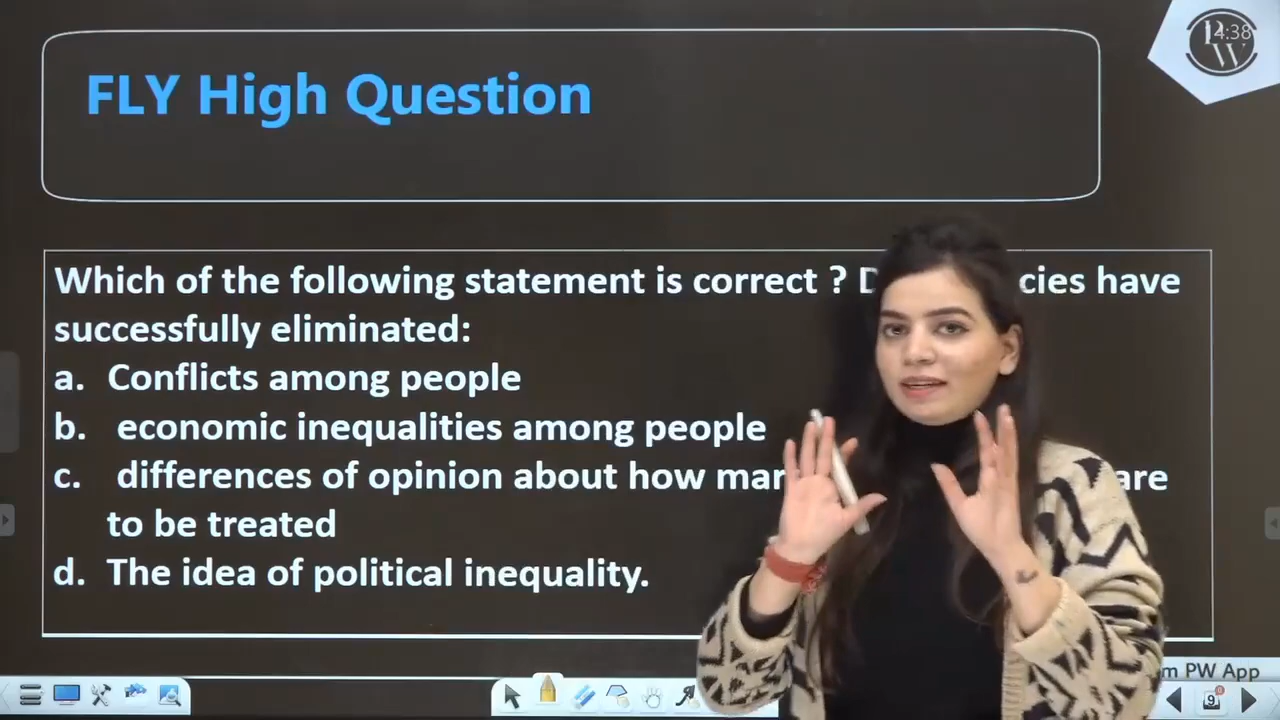 FLY High Question
4:38
PW
Which of the following statement is correct ? D cies have
successfully eliminated:
a. Conflicts among people
b. economic inequalities among people
c. differences of opinion about how mar are
to be treated
d. The idea of political inequality.
m PW App
9